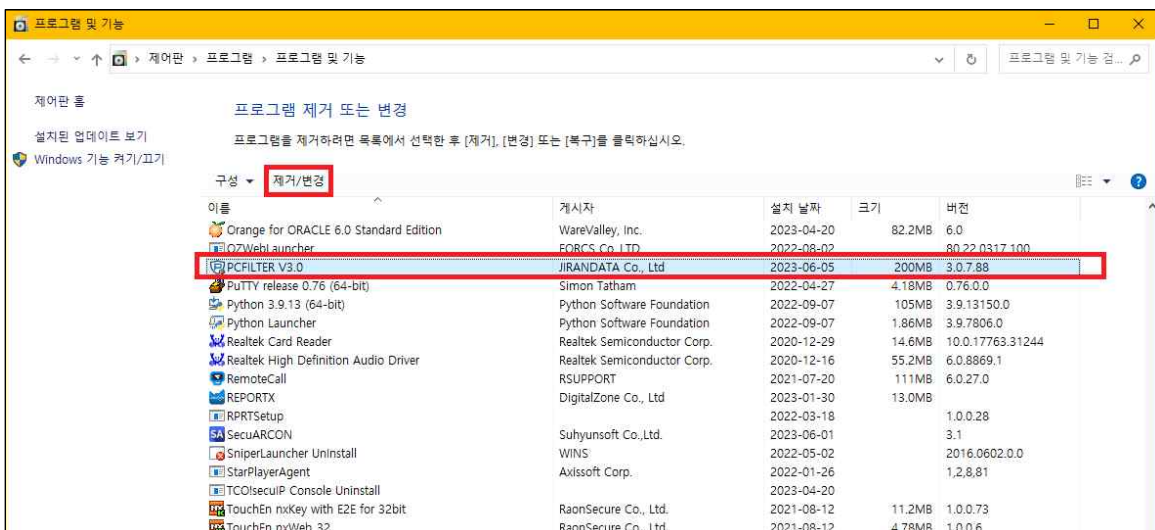 프로그램 및 기능
제어판 > 프로그램 > 프로그램 및 기능
프로그램 및 기능 검...
제어판 홈
설치된 업데이트 보기
Windows 기능 켜기/끄기
프로그램 제거 또는 변경
프로그램을 제거하려면 목록에서 선택한 후 [제거], [변경] 또는 [복구]를 클릭하십시오.
구성 제거/변경
이름 게시자 설치 날짜 크기 버전
Orange for ORACLE 6.0 Standard Edition WareValley, Inc. 2023-04-20 82.2MB 6.0
OZWebLauncher FORCS Co. LTD 2022-08-02 80.22.0317.100
PCFILTER V3.0 JIRANDATA Co., Ltd 2023-06-05 200MB 3.0.7.88
PuTTY release 0.76 (64-bit) Simon Tatham 2022-04-27 4.18MB 0.76.0.0
Python 3.9.13 (64-bit) Python Software Foundation 2022-09-07 105MB 3.9.13150.0
Python Launcher Python Software Foundation 2022-09-07 1.86MB 3.9.7806.0
Realtek Card Reader Realtek Semiconductor Corp. 2020-12-29 14.6MB 10.0.17763.31244
Realtek High Definition Audio Driver Realtek Semiconductor Corp. 2020-12-16 55.2MB 6.0.8869.1
RemoteCall RSUPPORT 2021-07-20 111MB 6.0.27.0
REPORTX DigitalZone Co., Ltd 2023-01-30 13.0MB
RPRTSetup 2022-03-18 1.0.0.28
SA SecuARCON Suhyunsoft Co.,Ltd. 2023-06-01 3.1
SniperLauncher UnInstall WINS 2022-05-02 2016.0602.0.0
StarPlayerAgent Axissoft Corp. 2022-01-26 1,2,8,81
TCO!secuIP Console Uninstall 2023-04-20
TouchEn nxKey with E2E for 32bit RaonSecure Co., Ltd. 2021-08-12 11.2MB 1.0.0.73
TouchEn nxWeb 32 RaonSecure Co., Ltd. 2021-08-12 4.78MB 1.0.0.6